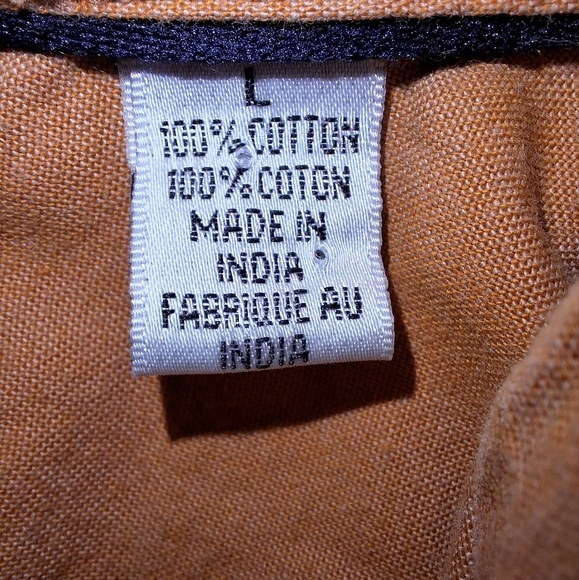 L
100% COTTON
100% COTON
MADE IN
INDIA
FABRIQUE AU
INDIA